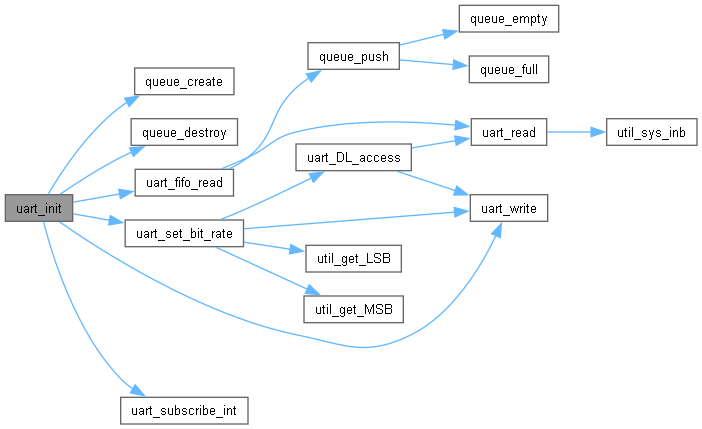 uart_init
queue_create
queue_destroy
uart_fifo_read
uart_set_bit_rate
uart_subscribe_int
queue_push
uart_DL_access
util_get_LSB
util_get_MSB
queue_empty
queue_full
uart_read
uart_write
util_sys_inb